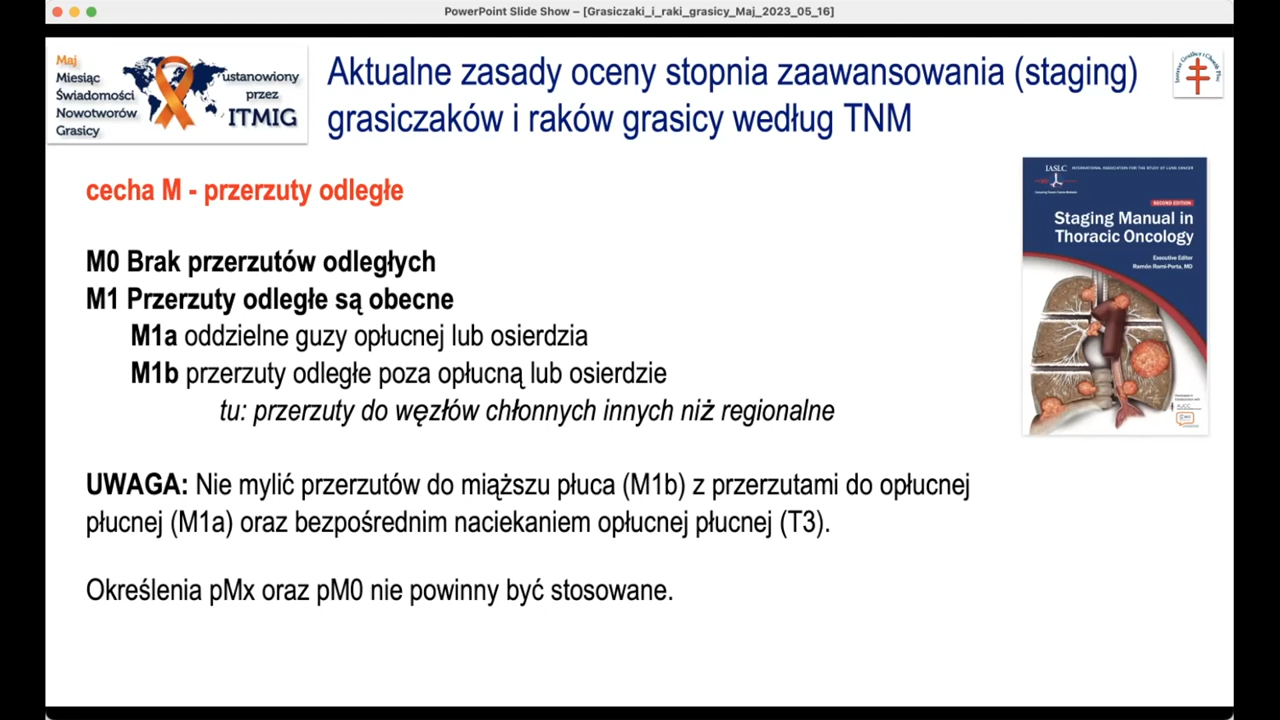 PowerPoint Slide Show – [Grasiczaki_i_raki_grasicy_Maj_2023_05_16]
Maj
Miesiąc
Świadomości
Nowotworów
Grasicy
ustanowiony
przez
ITMIG
Aktualne zasady oceny stopnia zaawansowania (staging)
grasiczaków i raków grasicy według TNM
cecha M - przerzuty odległe
M0 Brak przerzutów odległych
M1 Przerzuty odległe są obecne
M1a oddzielne guzy opłucnej lub osierdzia
M1b przerzuty odległe poza opłucną lub osierdzie
tu: przerzuty do węzłów chłonnych innych niż regionalne
UWAGA: Nie mylić przerzutów do miąższu płuca (M1b) z przerzutami do opłucnej
płucnej (M1a) oraz bezpośrednim naciekaniem opłucnej płucnej (T3).
Określenia pMx oraz pM0 nie powinny być stosowane.
IASLC
INTERNATIONAL ASSOCIATION FOR THE STUDY OF LUNG CANCER
SECOND EDITION
Staging Manual in
Thoracic Oncology
Executive Editor
Ramón Rami-Porta, MD